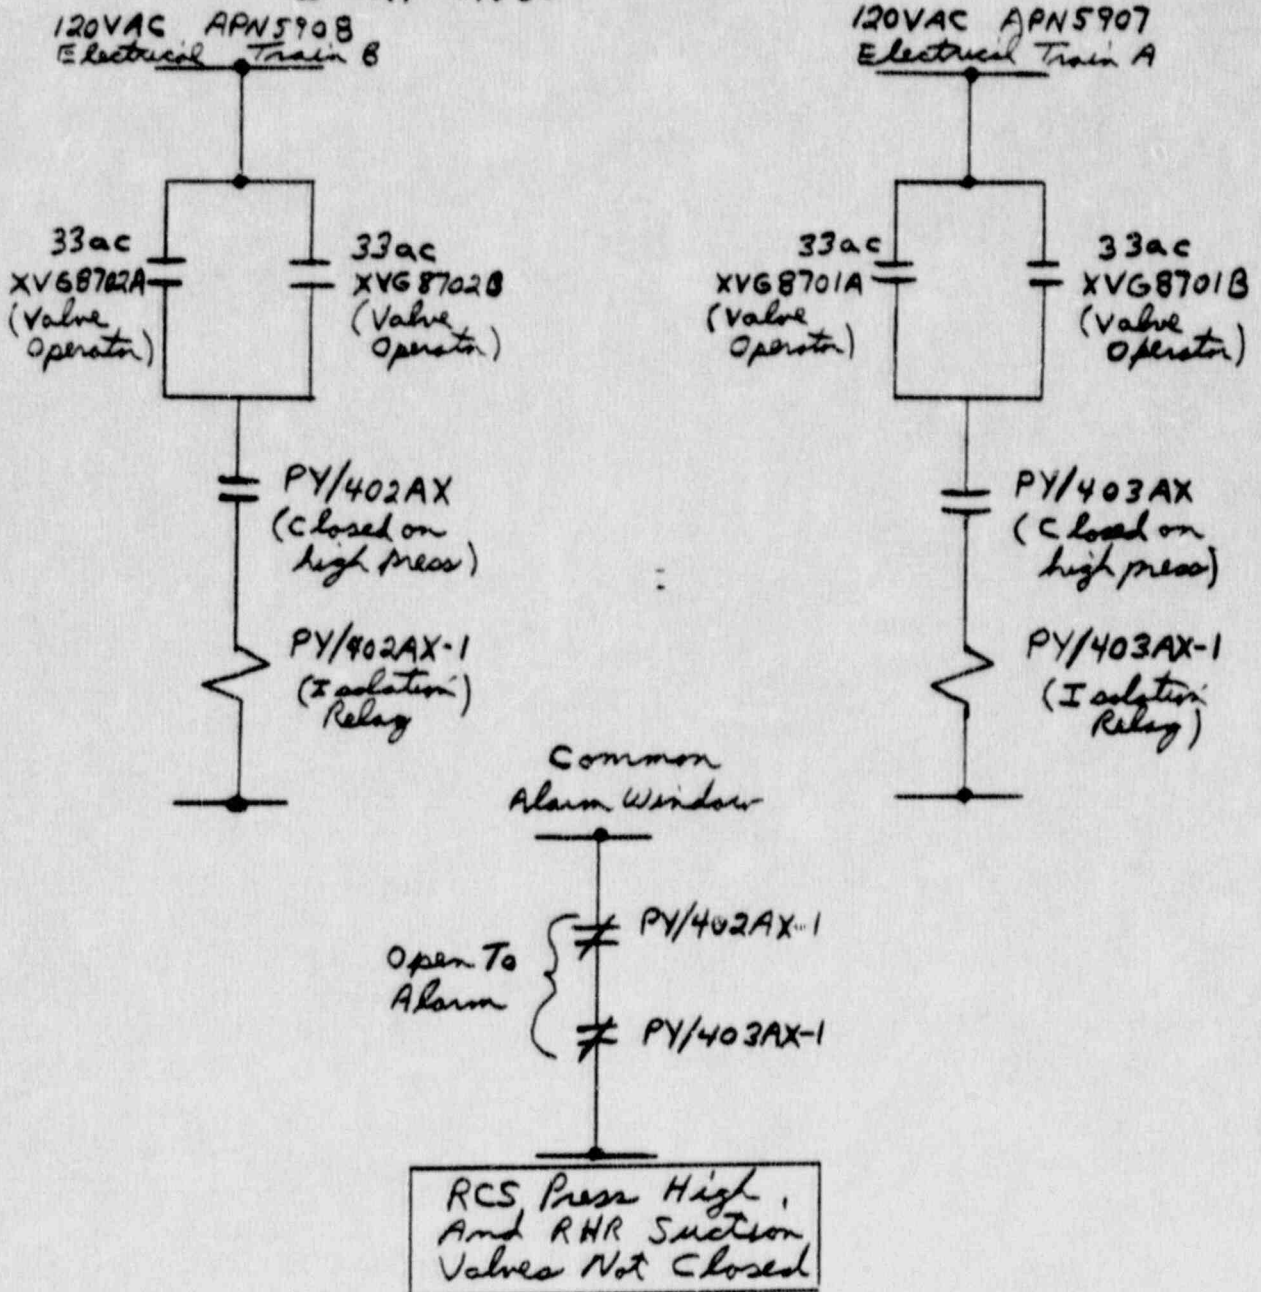 120VAC APN5908
Electrical Train B
120VAC APN5907
Electrical Train A
33ac
XVG8702A
(Valve
Operator)
33ac
XVG8702B
(Valve
Operator)
33ac
XVG8701A
(Valve
Operator)
33ac
XVG8701B
(Valve
Operator)
PY/402AX
(Closed on
high press)
PY/403AX
(Closed on
high press)
PY/402AX-1
(Isolation
Relay)
PY/403AX-1
(Isolation
Relay)
Common
Alarm Window
Open To
Alarm
PY/402AX-1
PY/403AX-1
RCS Press High,
And RHR Suction
Valves Not Closed